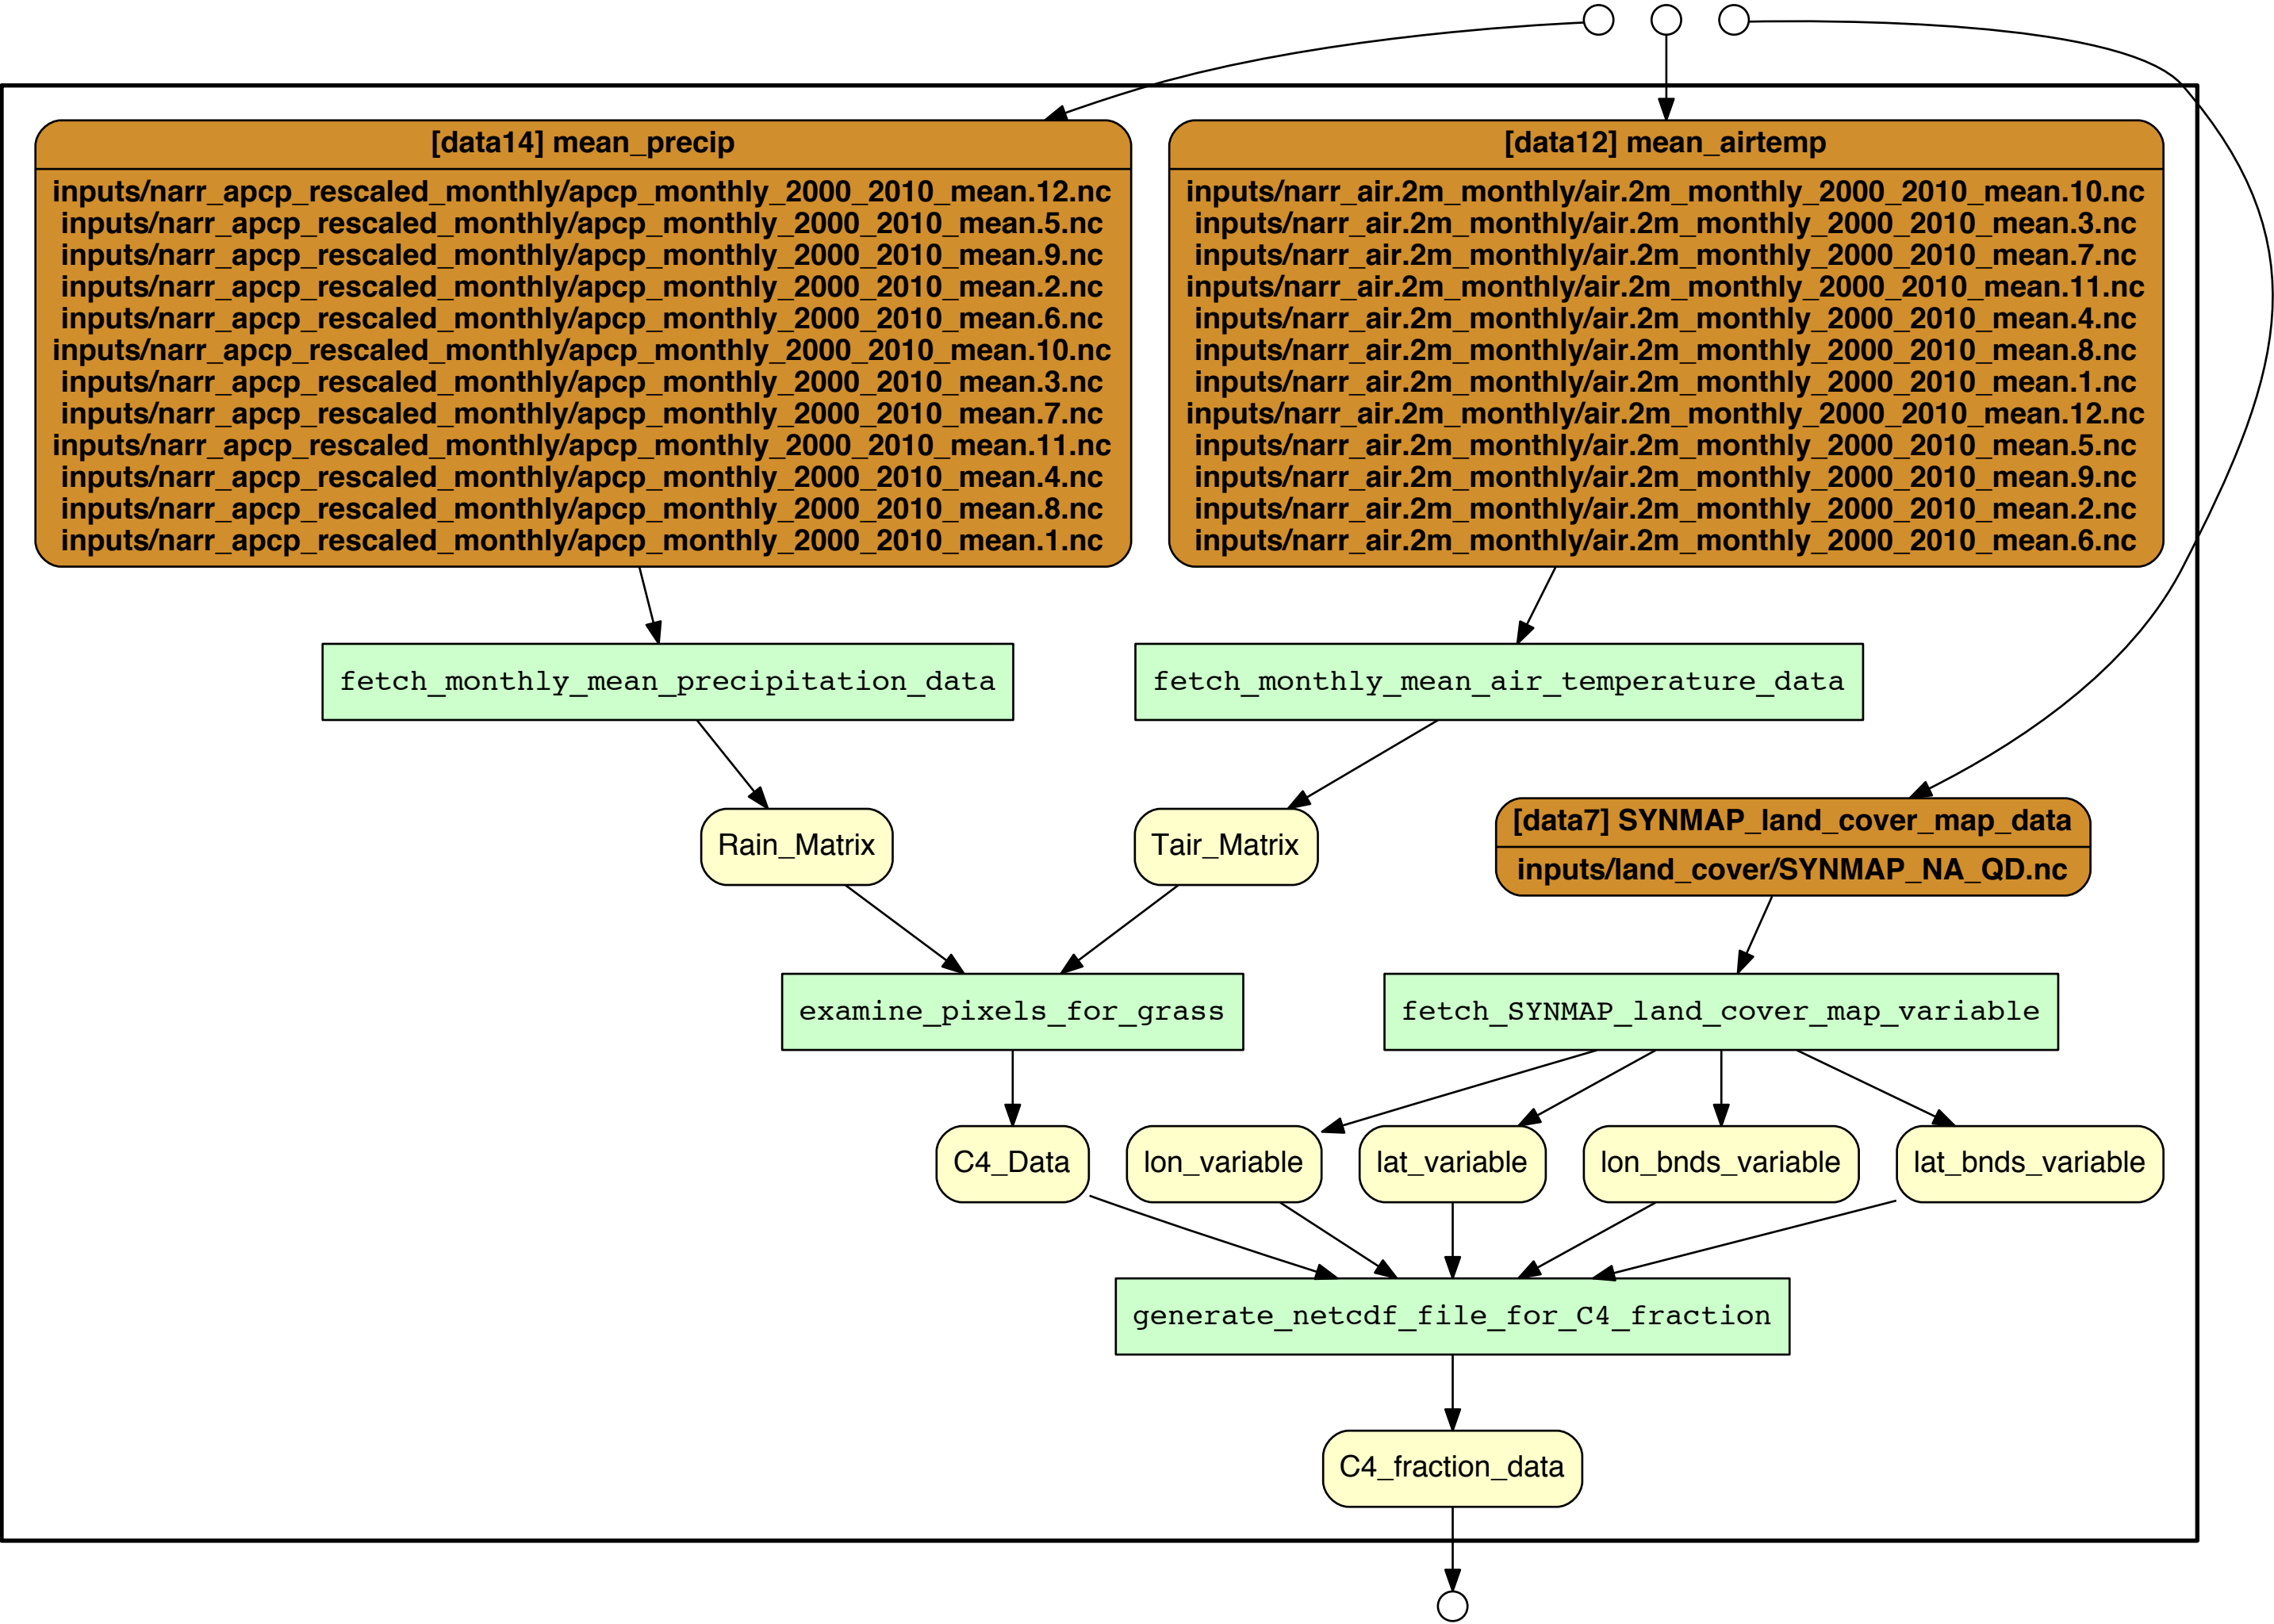 [data14] mean_precip
inputs/narr_apcp_rescaled_monthly/apcp_monthly_2000_2010_mean.12.nc
inputs/narr_apcp_rescaled_monthly/apcp_monthly_2000_2010_mean.5.nc
inputs/narr_apcp_rescaled_monthly/apcp_monthly_2000_2010_mean.9.nc
inputs/narr_apcp_rescaled_monthly/apcp_monthly_2000_2010_mean.2.nc
inputs/narr_apcp_rescaled_monthly/apcp_monthly_2000_2010_mean.6.nc
inputs/narr_apcp_rescaled_monthly/apcp_monthly_2000_2010_mean.10.nc
inputs/narr_apcp_rescaled_monthly/apcp_monthly_2000_2010_mean.3.nc
inputs/narr_apcp_rescaled_monthly/apcp_monthly_2000_2010_mean.7.nc
inputs/narr_apcp_rescaled_monthly/apcp_monthly_2000_2010_mean.11.nc
inputs/narr_apcp_rescaled_monthly/apcp_monthly_2000_2010_mean.4.nc
inputs/narr_apcp_rescaled_monthly/apcp_monthly_2000_2010_mean.8.nc
inputs/narr_apcp_rescaled_monthly/apcp_monthly_2000_2010_mean.1.nc
[data12] mean_airtemp
inputs/narr_air.2m_monthly/air.2m_monthly_2000_2010_mean.10.nc
inputs/narr_air.2m_monthly/air.2m_monthly_2000_2010_mean.3.nc
inputs/narr_air.2m_monthly/air.2m_monthly_2000_2010_mean.7.nc
inputs/narr_air.2m_monthly/air.2m_monthly_2000_2010_mean.11.nc
inputs/narr_air.2m_monthly/air.2m_monthly_2000_2010_mean.4.nc
inputs/narr_air.2m_monthly/air.2m_monthly_2000_2010_mean.8.nc
inputs/narr_air.2m_monthly/air.2m_monthly_2000_2010_mean.1.nc
inputs/narr_air.2m_monthly/air.2m_monthly_2000_2010_mean.12.nc
inputs/narr_air.2m_monthly/air.2m_monthly_2000_2010_mean.5.nc
inputs/narr_air.2m_monthly/air.2m_monthly_2000_2010_mean.9.nc
inputs/narr_air.2m_monthly/air.2m_monthly_2000_2010_mean.2.nc
inputs/narr_air.2m_monthly/air.2m_monthly_2000_2010_mean.6.nc
fetch_monthly_mean_precipitation_data
fetch_monthly_mean_air_temperature_data
Rain_Matrix
Tair_Matrix
[data7] SYNMAP_land_cover_map_data
inputs/land_cover/SYNMAP_NA_QD.nc
examine_pixels_for_grass
fetch_SYNMAP_land_cover_map_variable
C4_Data
lon_variable
lat_variable
lon_bnds_variable
lat_bnds_variable
generate_netcdf_file_for_C4_fraction
C4_fraction_data